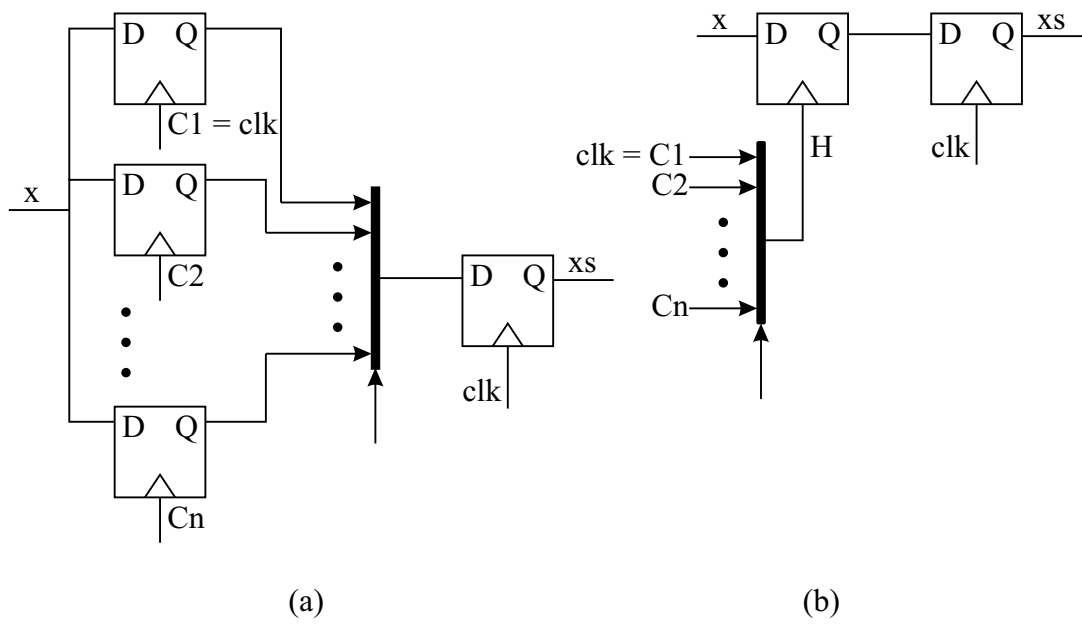 D Q
C1 = clk
x
D Q
C2
D Q
Cn
D Q
xs
clk
(a)
x
D Q
D Q
xs
clk
H
clk = C1
C2
Cn
(b)